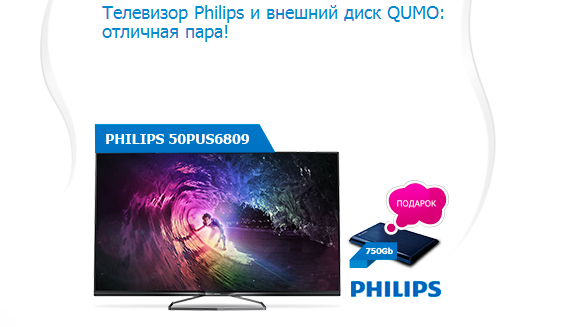 Телевизор Philips и внешний диск QUMO:
отличная пара!
PHILIPS 50PUS6809
ПОДАРОК
750Gb
PHILIPS